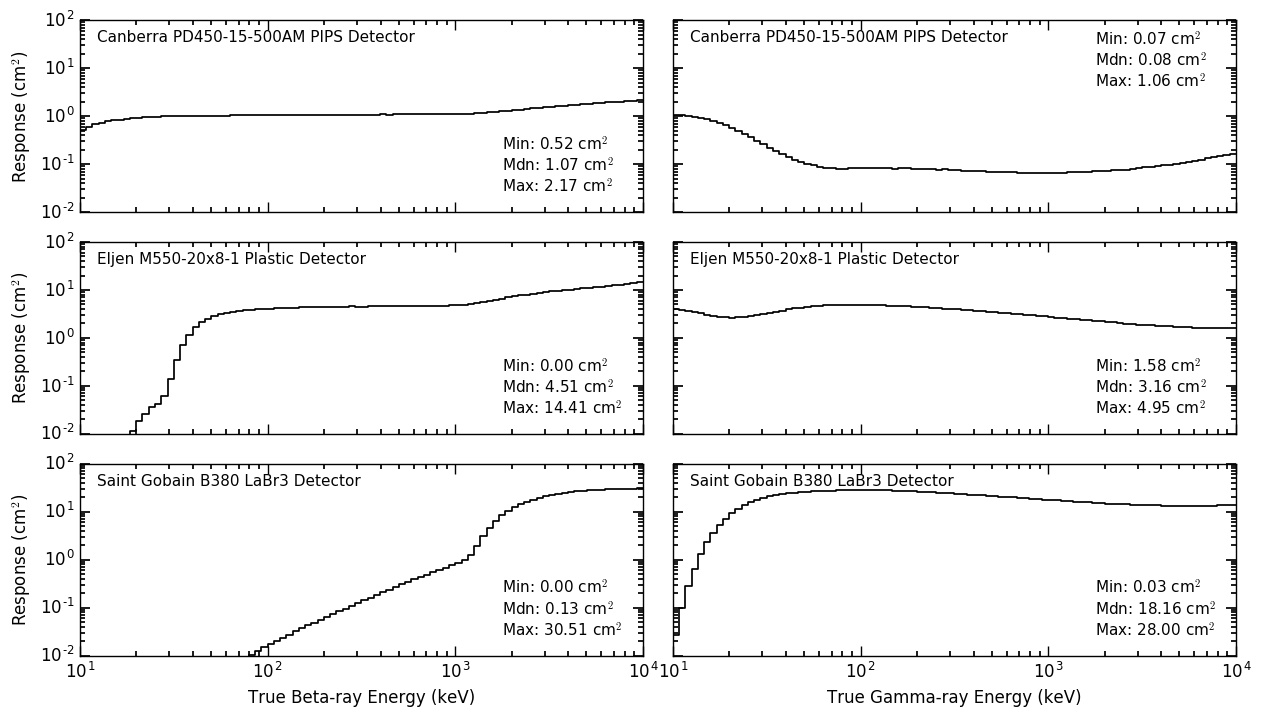 10²
10¹
10⁰
10⁻¹
10⁻²
Response (cm²)
Canberra PD450-15-500AM PIPS Detector
Min: 0.52 cm²
Mdn: 1.07 cm²
Max: 2.17 cm²
Canberra PD450-15-500AM PIPS Detector
Min: 0.07 cm²
Mdn: 0.08 cm²
Max: 1.06 cm²
10²
10¹
10⁰
10⁻¹
10⁻²
Response (cm²)
Eljen M550-20x8-1 Plastic Detector
Min: 0.00 cm²
Mdn: 4.51 cm²
Max: 14.41 cm²
Eljen M550-20x8-1 Plastic Detector
Min: 1.58 cm²
Mdn: 3.16 cm²
Max: 4.95 cm²
10²
10¹
10⁰
10⁻¹
10⁻²
Response (cm²)
Saint Gobain B380 LaBr3 Detector
Min: 0.00 cm²
Mdn: 0.13 cm²
Max: 30.51 cm²
Saint Gobain B380 LaBr3 Detector
Min: 0.03 cm²
Mdn: 18.16 cm²
Max: 28.00 cm²
10¹ 10² 10³ 10⁴
True Beta-ray Energy (keV)
10¹ 10² 10³ 10⁴
True Gamma-ray Energy (keV)